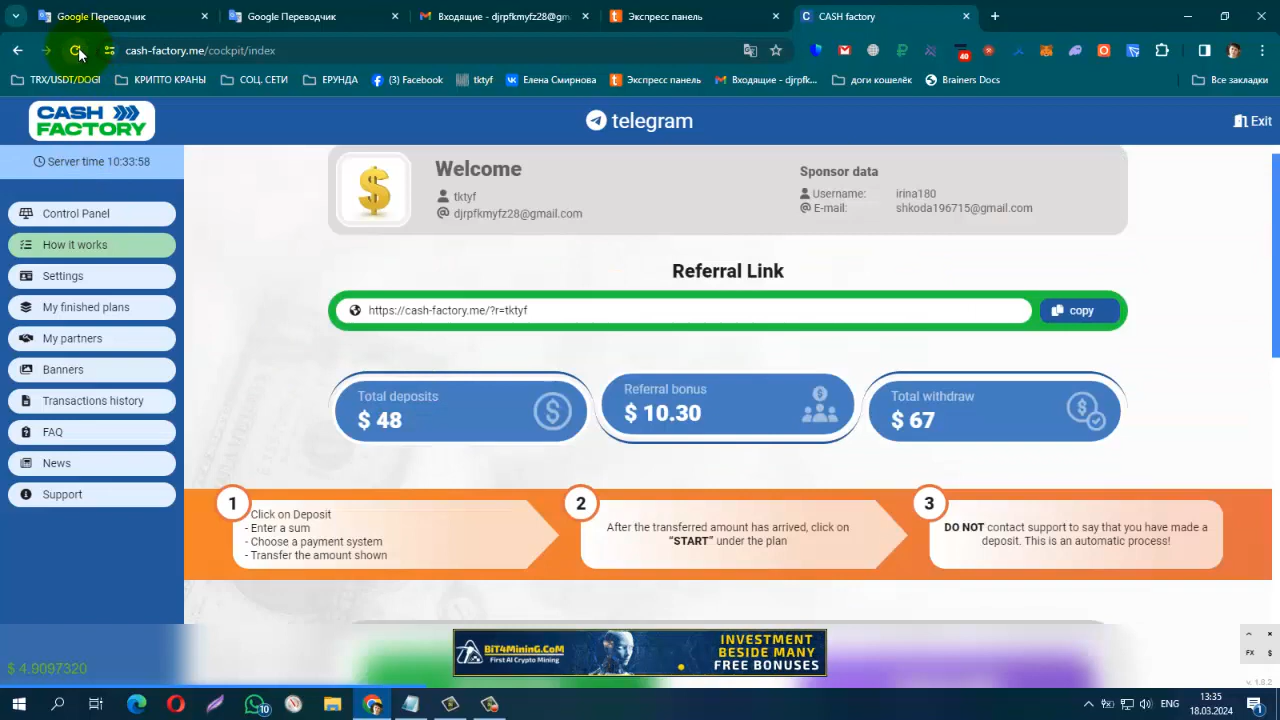 Google Переводчик
Google Переводчик
Входящие - djrpfkmyfz28@gm
Экспресс панель
CASH factory
cash-factory.me/cockpit/index
40
TRX/USDT/DOGI
КРИПТО КРАНЫ
СОЦ. СЕТИ
ЕРУНДА
(3) Facebook
tktyf
Елена Смирнова
Экспресс панель
Входящие - djrpfk...
доги кошелёк
Brainers Docs
Все закладки
CASH
FACTORY
telegram
Exit
Server time 10:33:58
Control Panel
How it works
Settings
My finished plans
My partners
Banners
Transactions history
FAQ
News
Support
Welcome
tktyf
djrpfkmyfz28@gmail.com
Sponsor data
Username: irina180
E-mail: shkoda196715@gmail.com
Referral Link
https://cash-factory.me/?r=tktyf
copy
Total deposits
$ 48
Referral bonus
$ 10.30
Total withdraw
$ 67
1
Click on Deposit
- Enter a sum
- Choose a payment system
- Transfer the amount shown
2
After the transferred amount has arrived, click on
“START” under the plan
3
DO NOT contact support to say that you have made a
deposit. This is an automatic process!
BiT4MininG.CoM
First AI Crypto Mining
INVESTMENT
BESIDE MANY
FREE BONUSES
$ 4.9097320
FX $
v. 1.8.2
10
ENG
13:35
18.03.2024
1